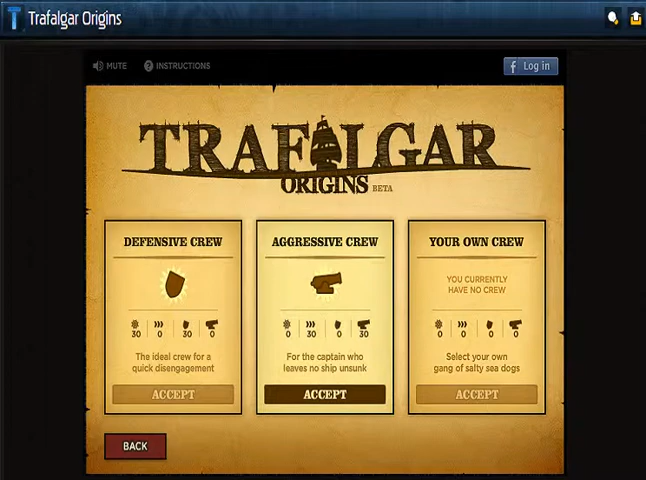 Trafalgar Origins
MUTE
INSTRUCTIONS
f Log in
TRAFALGAR
ORIGINS BETA
DEFENSIVE CREW
30 0 30 0
The ideal crew for a
quick disengagement
ACCEPT
AGGRESSIVE CREW
0 30 0 30
For the captain who
leaves no ship unsunk
ACCEPT
YOUR OWN CREW
YOU CURRENTLY
HAVE NO CREW
0 0 0 0
Select your own
gang of salty sea dogs
ACCEPT
BACK